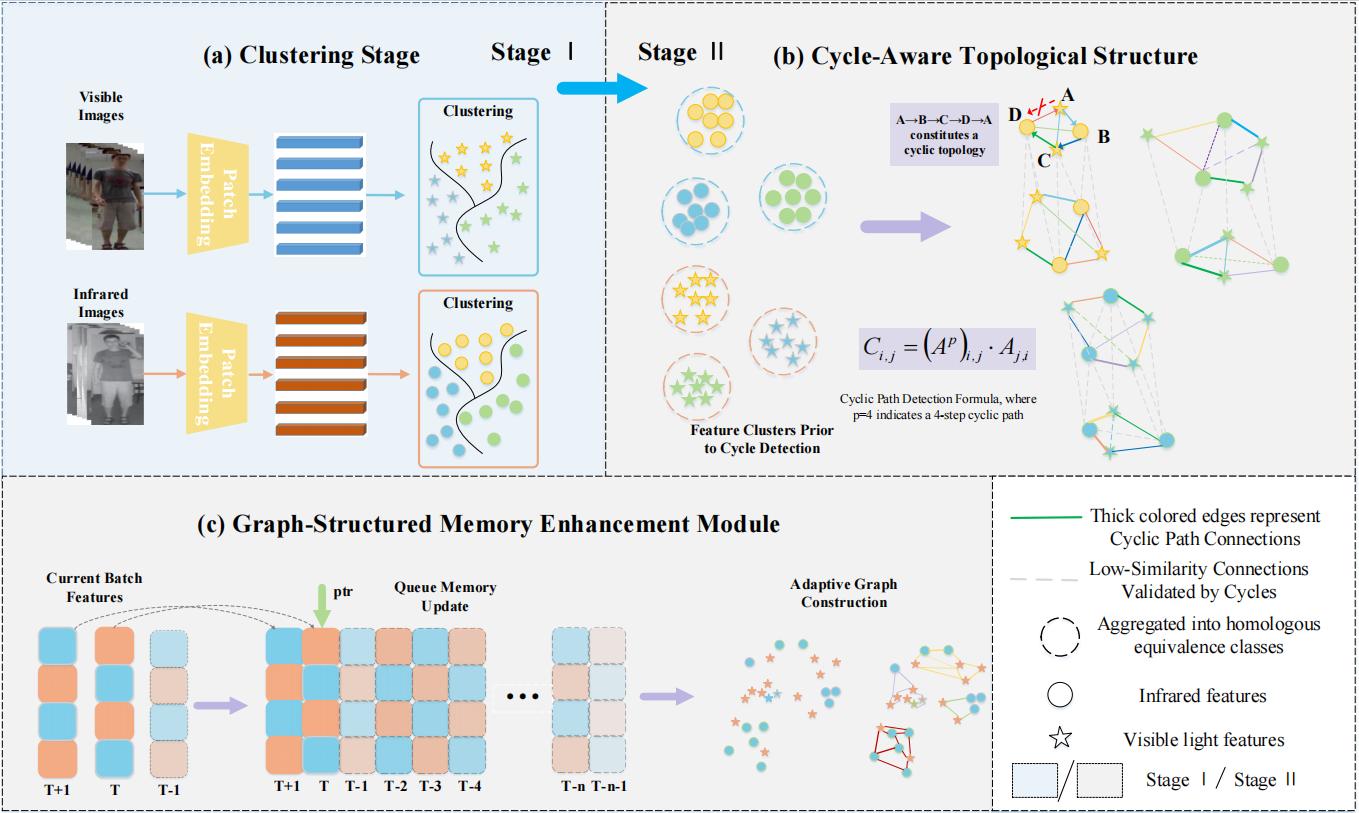 (a) Clustering Stage
Stage Ⅰ
Visible
Images
Patch
Embedding
Clustering
Infrared
Images
Patch
Embedding
Clustering
Stage Ⅱ
(b) Cycle-Aware Topological Structure
A→B→C→D→A
constitutes a
cyclic topology
A
D
B
C
C_{i,j} = (A^p)_{i,j} · A_{j,i}
Cyclic Path Detection Formula, where
p=4 indicates a 4-step cyclic path
Feature Clusters Prior
to Cycle Detection
(c) Graph-Structured Memory Enhancement Module
Current Batch
Features
ptr
Queue Memory
Update
Adaptive Graph
Construction
T+1 T T-1
T+1 T T-1 T-2 T-3 T-4 ••• T-n T-n-1
Thick colored edges represent
Cyclic Path Connections
Low-Similarity Connections
Validated by Cycles
Aggregated into homologous
equivalence classes
Infrared features
Visible light features
Stage Ⅰ / Stage Ⅱ